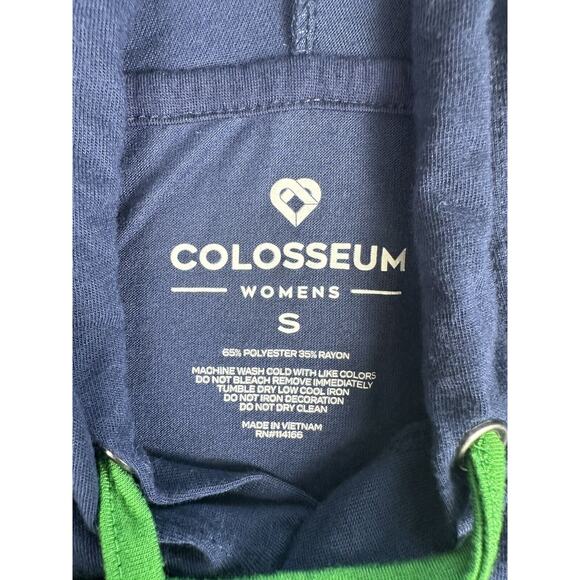 COLOSSEUM
WOMENS
S
65% POLYESTER 35% RAYON
MACHINE WASH COLD WITH LIKE COLORS
DO NOT BLEACH REMOVE IMMEDIATELY
TUMBLE DRY LOW COOL IRON
DO NOT IRON DECORATION
DO NOT DRY CLEAN
MADE IN VIETNAM
RN#114166